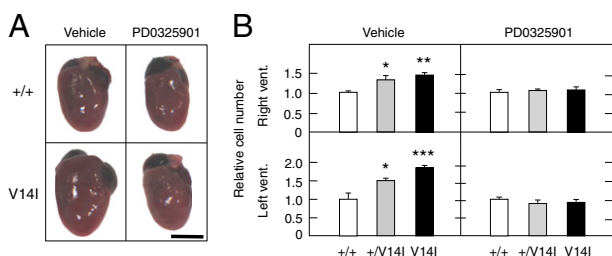 A
Vehicle PD0325901
+/+
V14I
B
Vehicle PD0325901
Relative cell number
Right vent.
1.5
1.0
0.5
0
* **
Left vent.
2.0
1.5
1.0
0.5
0
* ***
+/+ +/V14I V14I +/+ +/V14I V14I